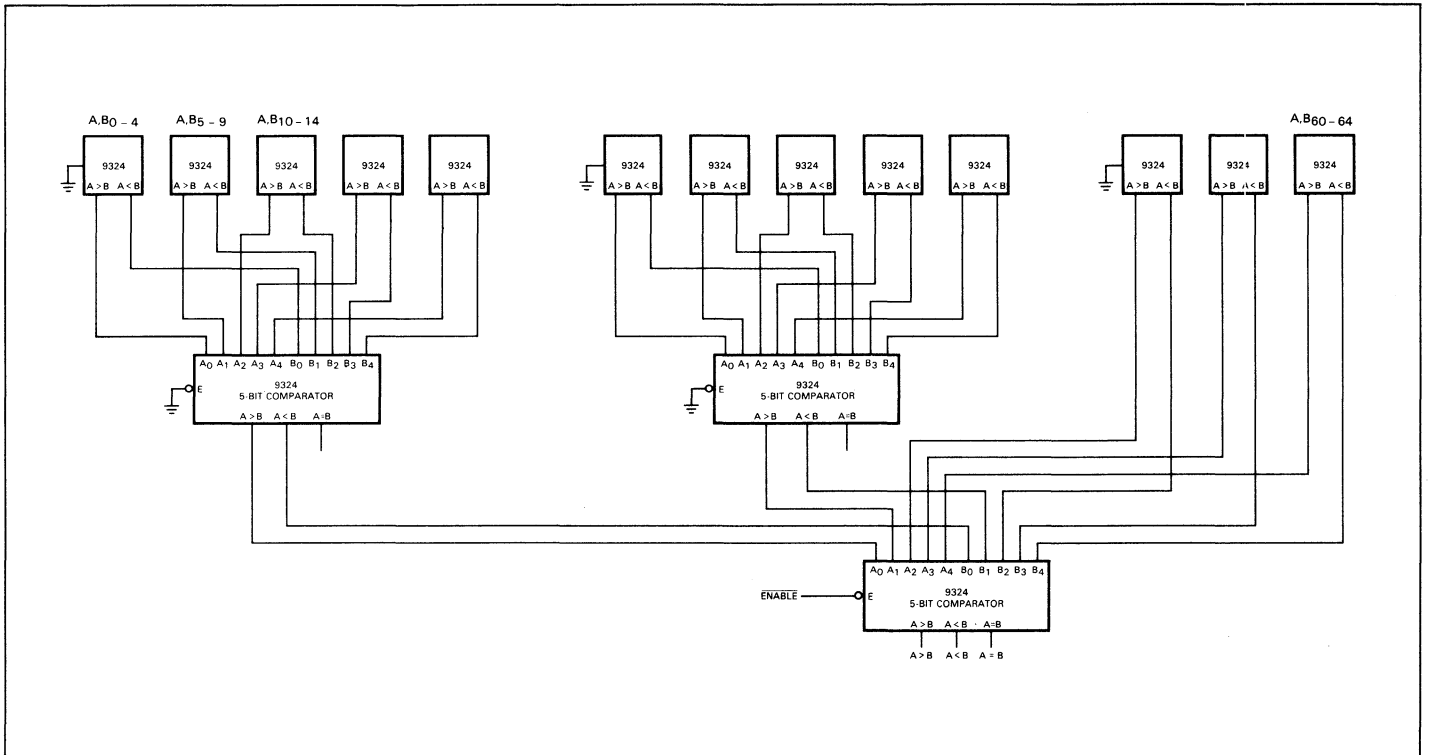 A,B0 – 4 A,B5 – 9 A,B10 – 14 A,B60 – 64
9324 9324 9324 9324 9324 9324 9324 9324 9324 9324 9324 9324 9324
A > B A < B A > B A < B A > B A < B A > B A < B A > B A < B A > B A < B A > B A < B A > B A < B A > B A < B A > B A < B A > B A < B A > B A < B A > B A < B
A0 A1 A2 A3 A4 B0 B1 B2 B3 B4 A0 A1 A2 A3 A4 B0 B1 B2 B3 B4
E 9324 E 9324
5-BIT COMPARATOR 5-BIT COMPARATOR
A > B A < B A=B A > B A < B A=B
A0 A1 A2 A3 A4 B0 B1 B2 B3 B4
ENABLE E 9324
5-BIT COMPARATOR
A > B A < B A=B
A > B A < B A = B